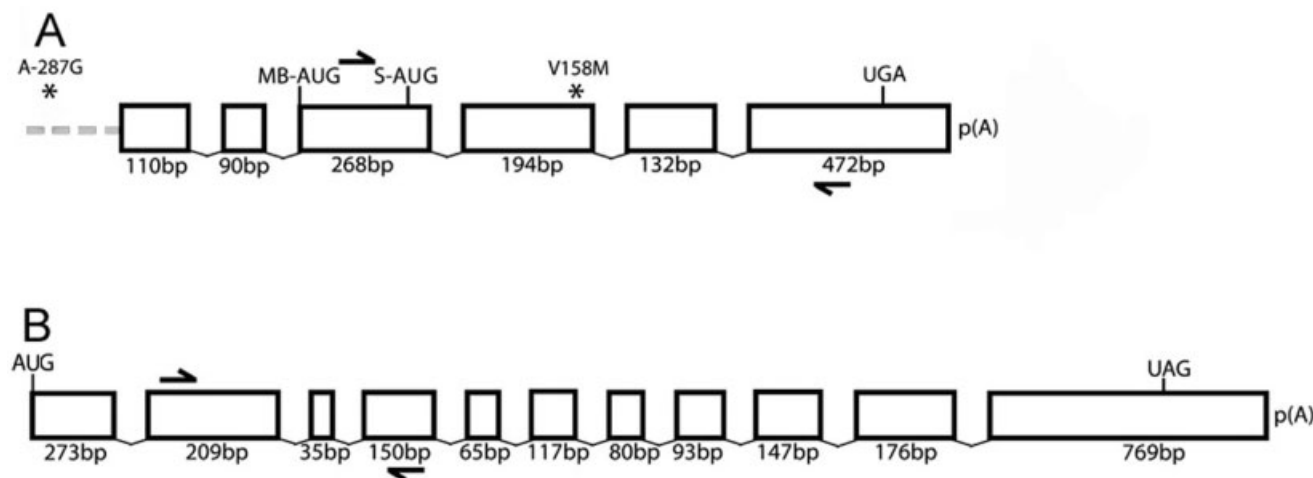 A
A-287G
*
MB-AUG
S-AUG
V158M
*
UGA
p(A)
110bp 90bp 268bp 194bp 132bp 472bp
B
AUG
UAG
p(A)
273bp 209bp 35bp 150bp 65bp 117bp 80bp 93bp 147bp 176bp 769bp